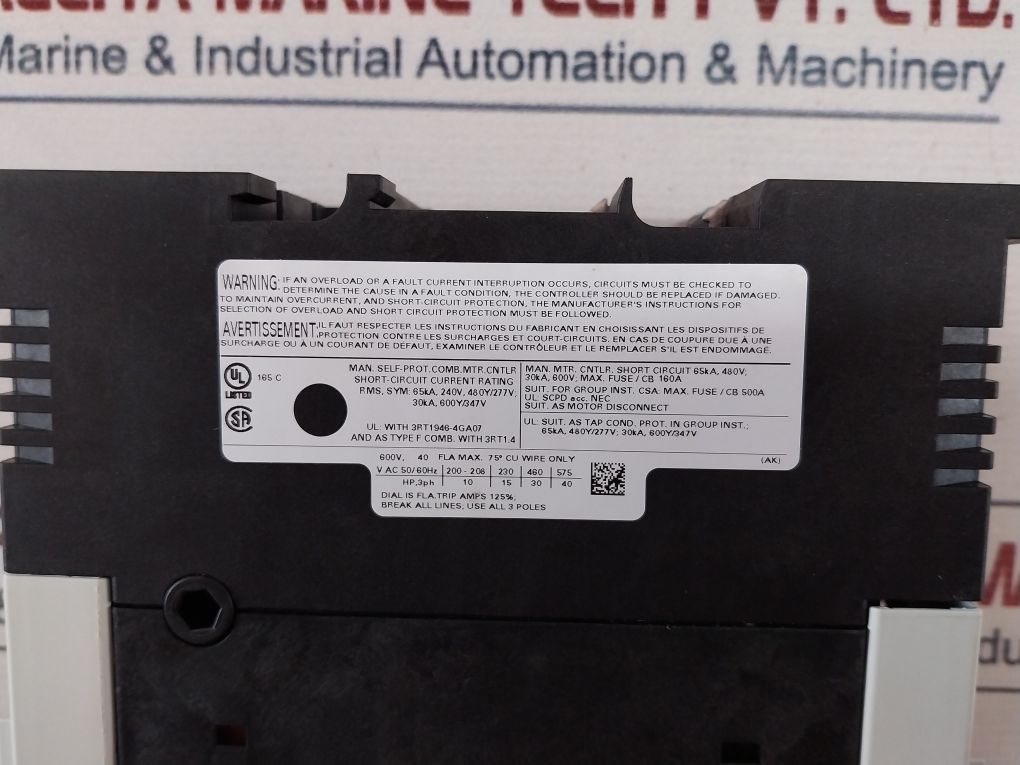 MARINE TECH PVT. LTD.
Marine & Industrial Automation & Machinery
WARNING: IF AN OVERLOAD OR A FAULT CURRENT INTERRUPTION OCCURS, CIRCUITS MUST BE CHECKED TO
DETERMINE THE CAUSE IN A FAULT CONDITION, THE CONTROLLER SHOULD BE REPLACED IF DAMAGED.
TO MAINTAIN OVERCURRENT, AND SHORT-CIRCUIT PROTECTION, THE MANUFACTURER'S INSTRUCTIONS FOR
SELECTION OF OVERLOAD AND SHORT CIRCUIT PROTECTION MUST BE FOLLOWED.
AVERTISSEMENT: IL FAUT RESPECTER LES INSTRUCTIONS DU FABRICANT EN CHOISISSANT LES DISPOSITIFS DE
PROTECTION CONTRE LES SURCHARGES ET COURT-CIRCUITS. EN CAS DE COUPURE DUE À UNE
SURCHARGE OU À UN COURANT DE DÉFAUT, EXAMINER LE CONTRÔLEUR ET LE REMPLACER S'IL EST ENDOMMAGÉ.
UL
LISTED
165 C
SA
MAN. SELF-PROT.COMB.MTR.CNTLR
SHORT-CIRCUIT CURRENT RATING
RMS, SYM: 65kA, 240V, 480Y/277V;
30kA, 600Y/347V
UL: WITH 3RT1946-4GA07
AND AS TYPE F COMB. WITH 3RT1.4
MAN. MTR. CNTLR. SHORT CIRCUIT 65kA, 480V;
30kA, 600V, MAX. FUSE / CB 160A
SUIT. FOR GROUP INST. CSA: MAX. FUSE / CB 500A
UL: SCPD acc. NEC
SUIT. AS MOTOR DISCONNECT
UL: SUIT. AS TAP COND. PROT. IN GROUP INST.;
65kA, 480Y/277V; 30kA, 600Y/347V
600V, 40 FLA MAX. 75° CU WIRE ONLY
(AK)
V AC 50/60Hz 200 - 208 230 460 575
HP,3ph 10 15 30 40
DIAL IS FLA.TRIP AMPS 125%;
BREAK ALL LINES; USE ALL 3 POLES